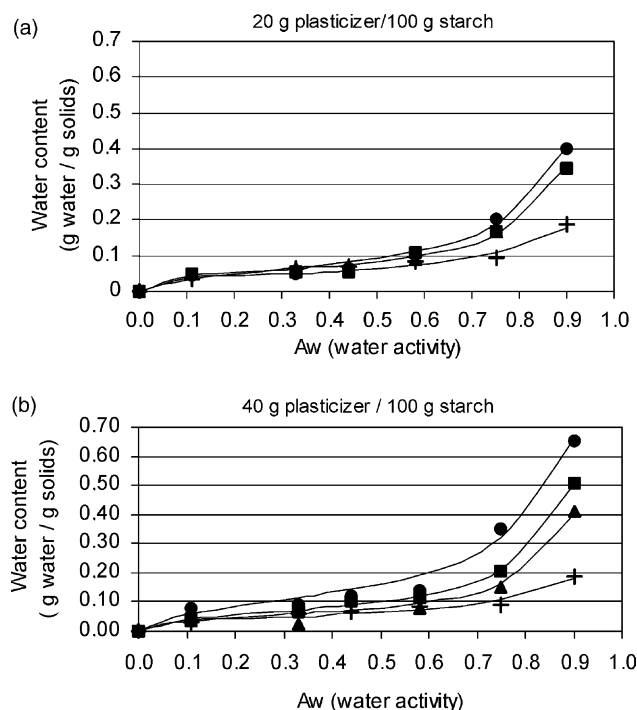 (a)
20 g plasticizer/100 g starch
Water content
(g water / g solids)
0.7
0.6
0.5
0.4
0.3
0.2
0.1
0
0.0 0.1 0.2 0.3 0.4 0.5 0.6 0.7 0.8 0.9 1.0
Aw (water activity)
(b)
40 g plasticizer / 100 g starch
Water content
( g water / g solids)
0.70
0.60
0.50
0.40
0.30
0.20
0.10
0.00
0.0 0.1 0.2 0.3 0.4 0.5 0.6 0.7 0.8 0.9 1.0
Aw (water activity)